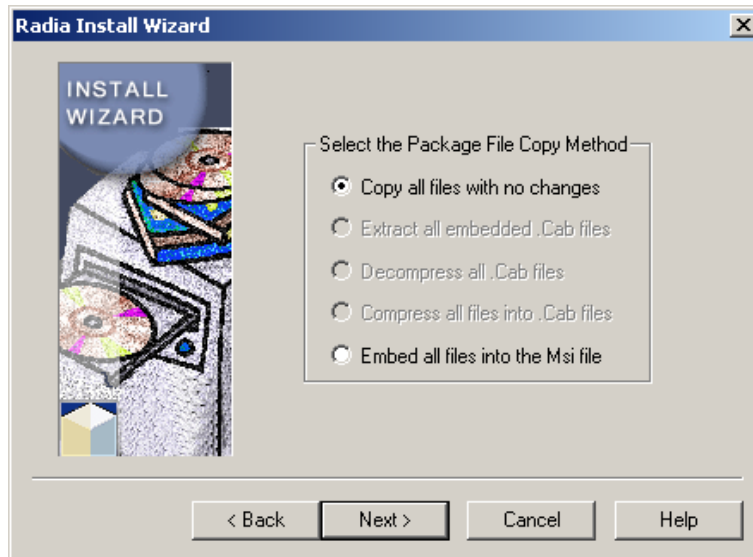 Radia Install Wizard
INSTALL
WIZARD
Select the Package File Copy Method
Copy all files with no changes
Extract all embedded .Cab files
Decompress all .Cab files
Compress all files into .Cab files
Embed all files into the Msi file
< Back Next > Cancel Help